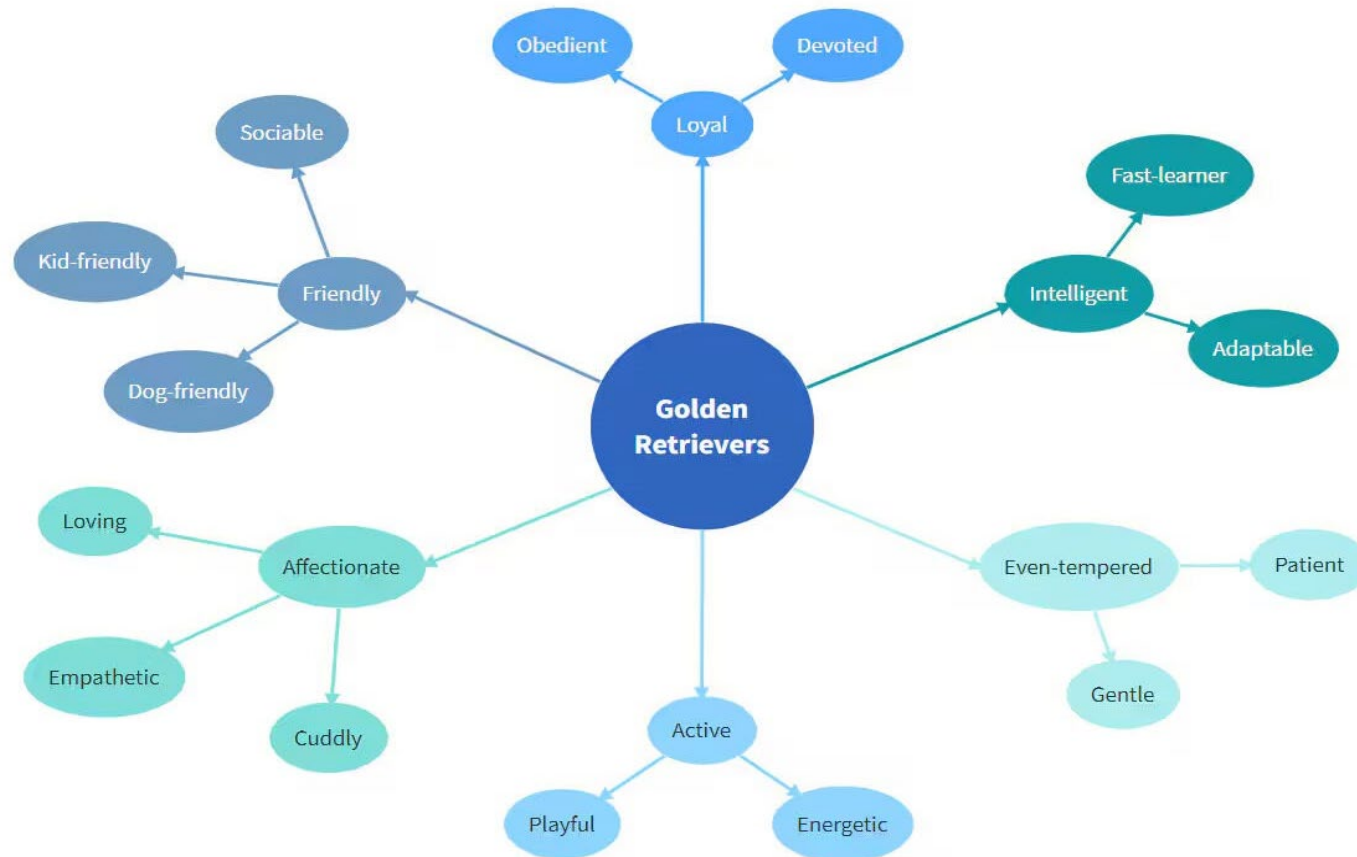 Obedient
Devoted
Loyal
Sociable
Fast-learner
Kid-friendly
Friendly
Intelligent
Adaptable
Dog-friendly
Golden
Retrievers
Loving
Affectionate
Even-tempered
Patient
Empathetic
Gentle
Cuddly
Active
Playful
Energetic